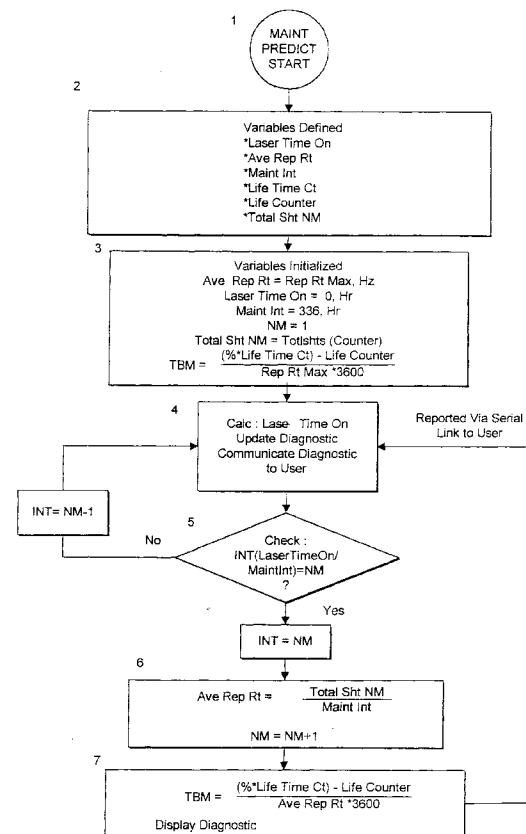 1
MAINT
PREDICT
START
2
Variables Defined
*Laser Time On
*Ave Rep Rt
*Maint Int
*Life Time Ct
*Life Counter
*Total Sht NM
3
Variables Initialized
Ave Rep Rt = Rep Rt Max, Hz
Laser Time On = 0, Hr
Maint Int = 336, Hr
NM = 1
Total Sht NM = Totlshts (Counter)
TBM = (%*Life Time Ct) - Life Counter
Rep Rt Max *3600
4
Calc : Lase Time On
Update Diagnostic
Communicate Diagnostic
to User
Reported Via Serial
Link to User
INT= NM-1
No
5
Check :
INT(LaserTimeOn/
MaintInt)=NM
?
Yes
INT = NM
6
Ave Rep Rt = Total Sht NM
Maint Int
NM = NM+1
7
TBM = (%*Life Time Ct) - Life Counter
Ave Rep Rt *3600
Display Diagnostic